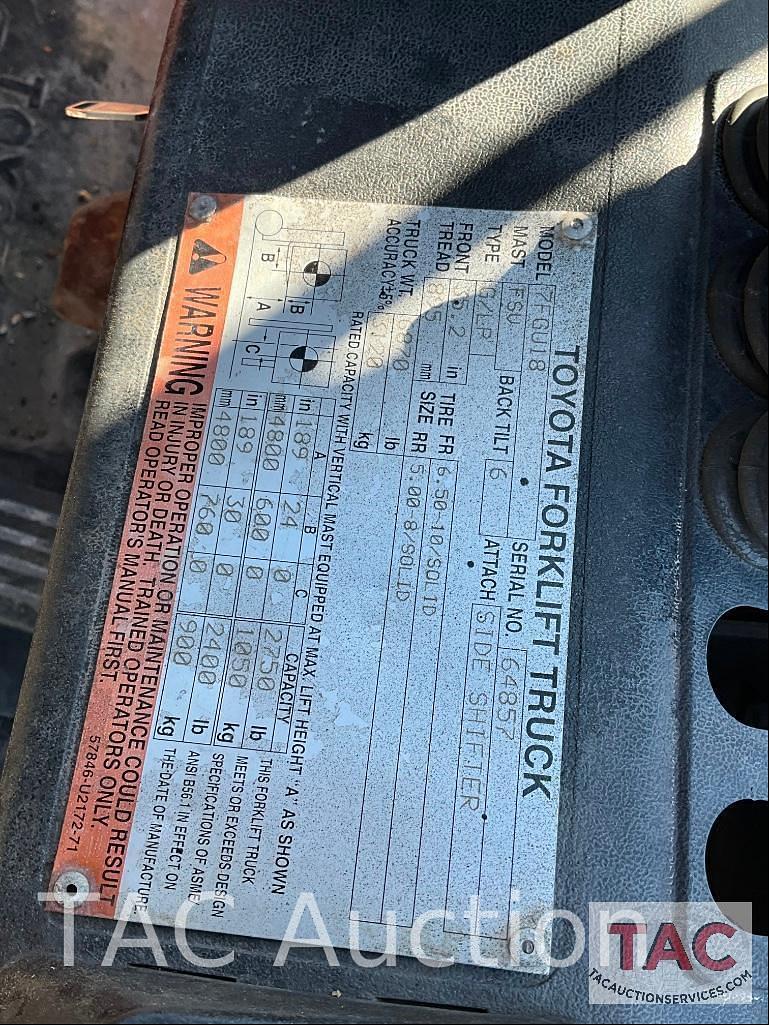 TOYOTA FORKLIFT TRUCK
MODEL 7FGU18 SERIAL NO. 64857
MAST FSV BACK TILT 6 ATTACH SIDE SHIFTER
TYPE G/LP
FRONT in TIRE FR 6.50-10/SOLID
TREAD mm SIZE RR 5.00-8/SOLID
TRUCK WT. lb
ACCURACY±5% kg
RATED CAPACITY WITH VERTICAL MAST EQUIPPED AT MAX. LIFT HEIGHT "A" AS SHOWN
A B C CAPACITY
in 189 24 0 2750 lb
mm 4800 600 0 1050 kg
in 189 30 0 2400 lb
mm 4800 760 0 900 kg
B A B C
THIS FORKLIFT TRUCK
MEETS OR EXCEEDS DESIGN
SPECIFICATIONS OF ASME
ANSI B56.1 IN EFFECT ON
THE DATE OF MANUFACTURE
WARNING
IMPROPER OPERATION OR MAINTENANCE COULD RESULT
IN INJURY OR DEATH. TRAINED OPERATORS ONLY.
READ OPERATOR'S MANUAL FIRST.
57846-U2172-71
TAC Auction
TAC
TACAUCTIONSERVICES.COM